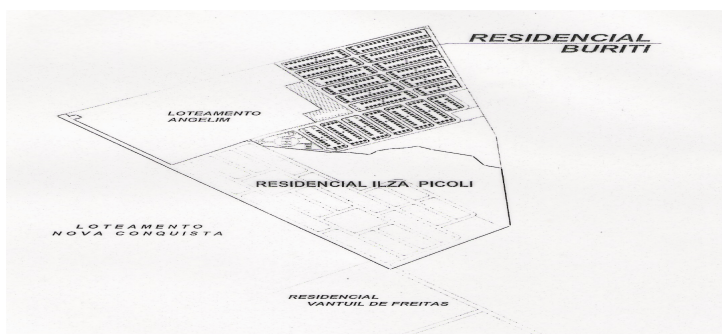 RESIDENCIAL
BURITI
LOTEAMENTO
ANGELIM
RESIDENCIAL ILZA PICOLI
LOTEAMENTO
NOVA CONQUISTA
RESIDENCIAL
VANTUIL DE FREITAS